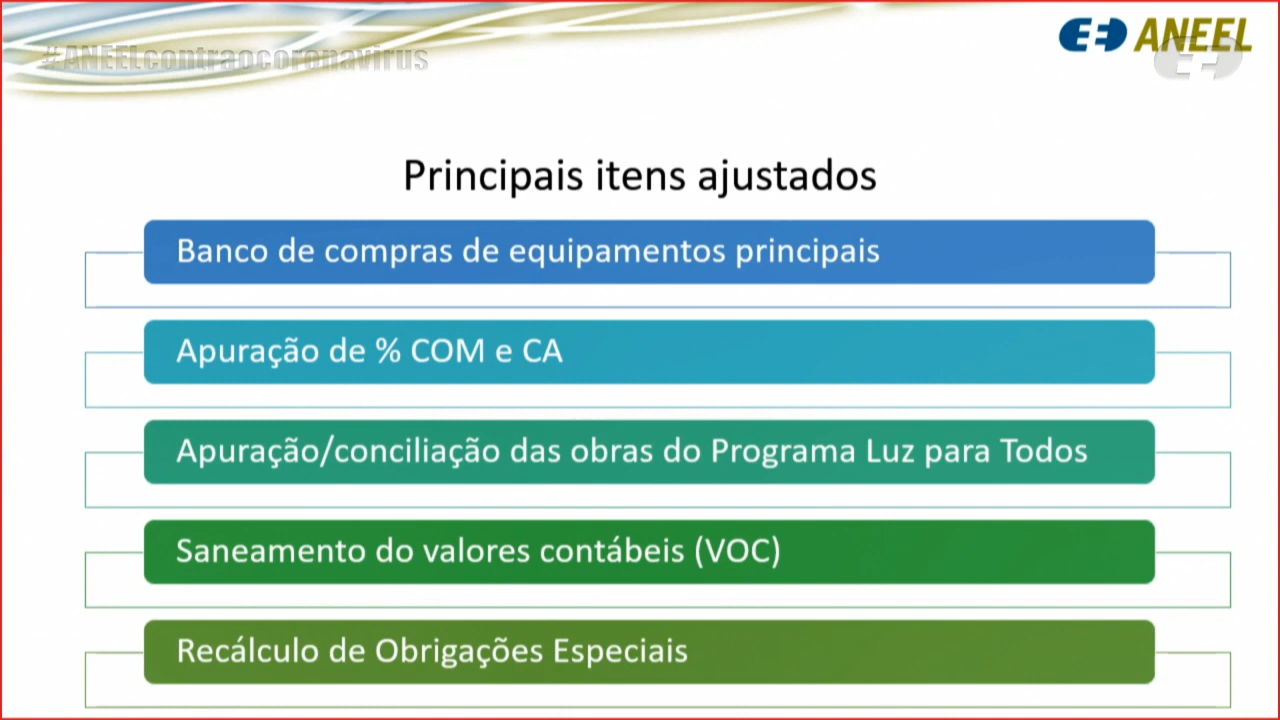 #ANEELcontraocoronavirus
ANEEL
Principais itens ajustados
Banco de compras de equipamentos principais
Apuração de % COM e CA
Apuração/conciliação das obras do Programa Luz para Todos
Saneamento do valores contábeis (VOC)
Recálculo de Obrigações Especiais